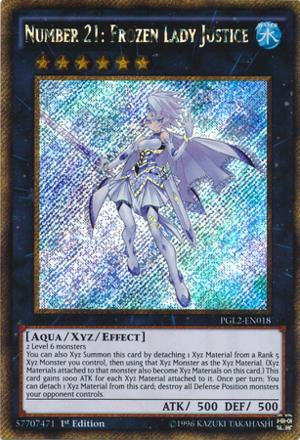 NUMBER 21: FROZEN LADY JUSTICE
水
PGL2-EN018
[AQUA/XYZ/EFFECT]
2 Level 6 monsters
You can also Xyz Summon this card by detaching 1 Xyz Material from a Rank 5
Xyz Monster you control, then using that Xyz Monster as the Xyz Material. (Xyz
Materials attached to that monster also become Xyz Materials on this card.) This
card gains 1000 ATK for each Xyz Material attached to it. Once per turn: You
can detach 1 Xyz Material from this card; destroy all Defense Position monsters
your opponent controls.
ATK/ 500 DEF/ 500
57707471 1st Edition ©1996 KAZUKI TAKAHASHI